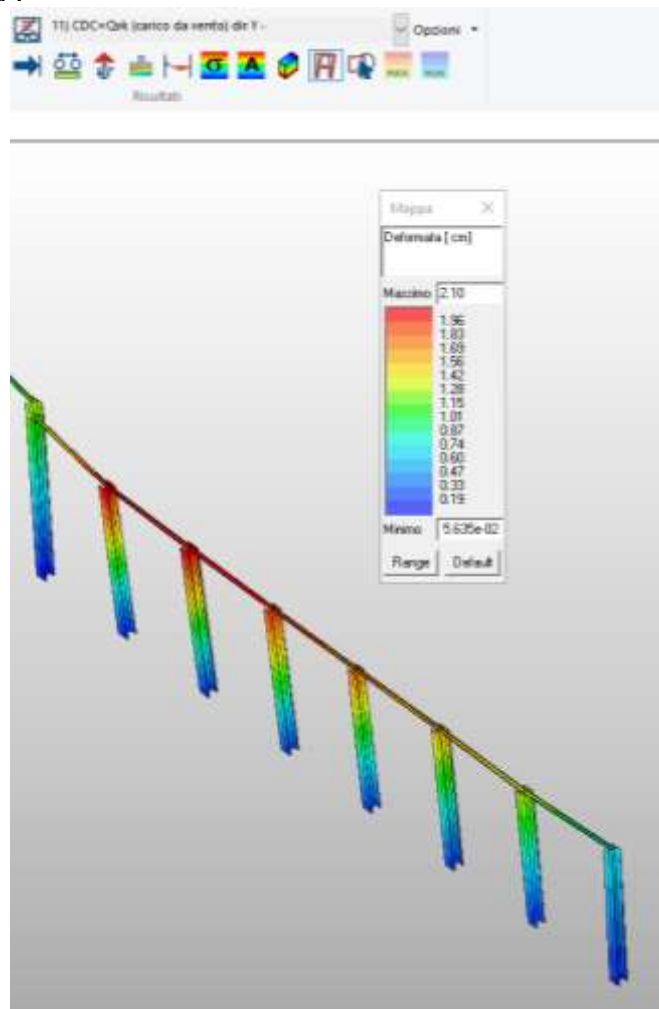 11) CDC=Qvk (carico da vento) dir Y -
Opzioni
σ
A
Risultati
Mappa
Deformata [ cm]
Massimo 2.10
1.96
1.83
1.69
1.56
1.42
1.28
1.15
1.01
0.87
0.74
0.60
0.47
0.33
0.19
Minimo 5.635e-02
Range Default